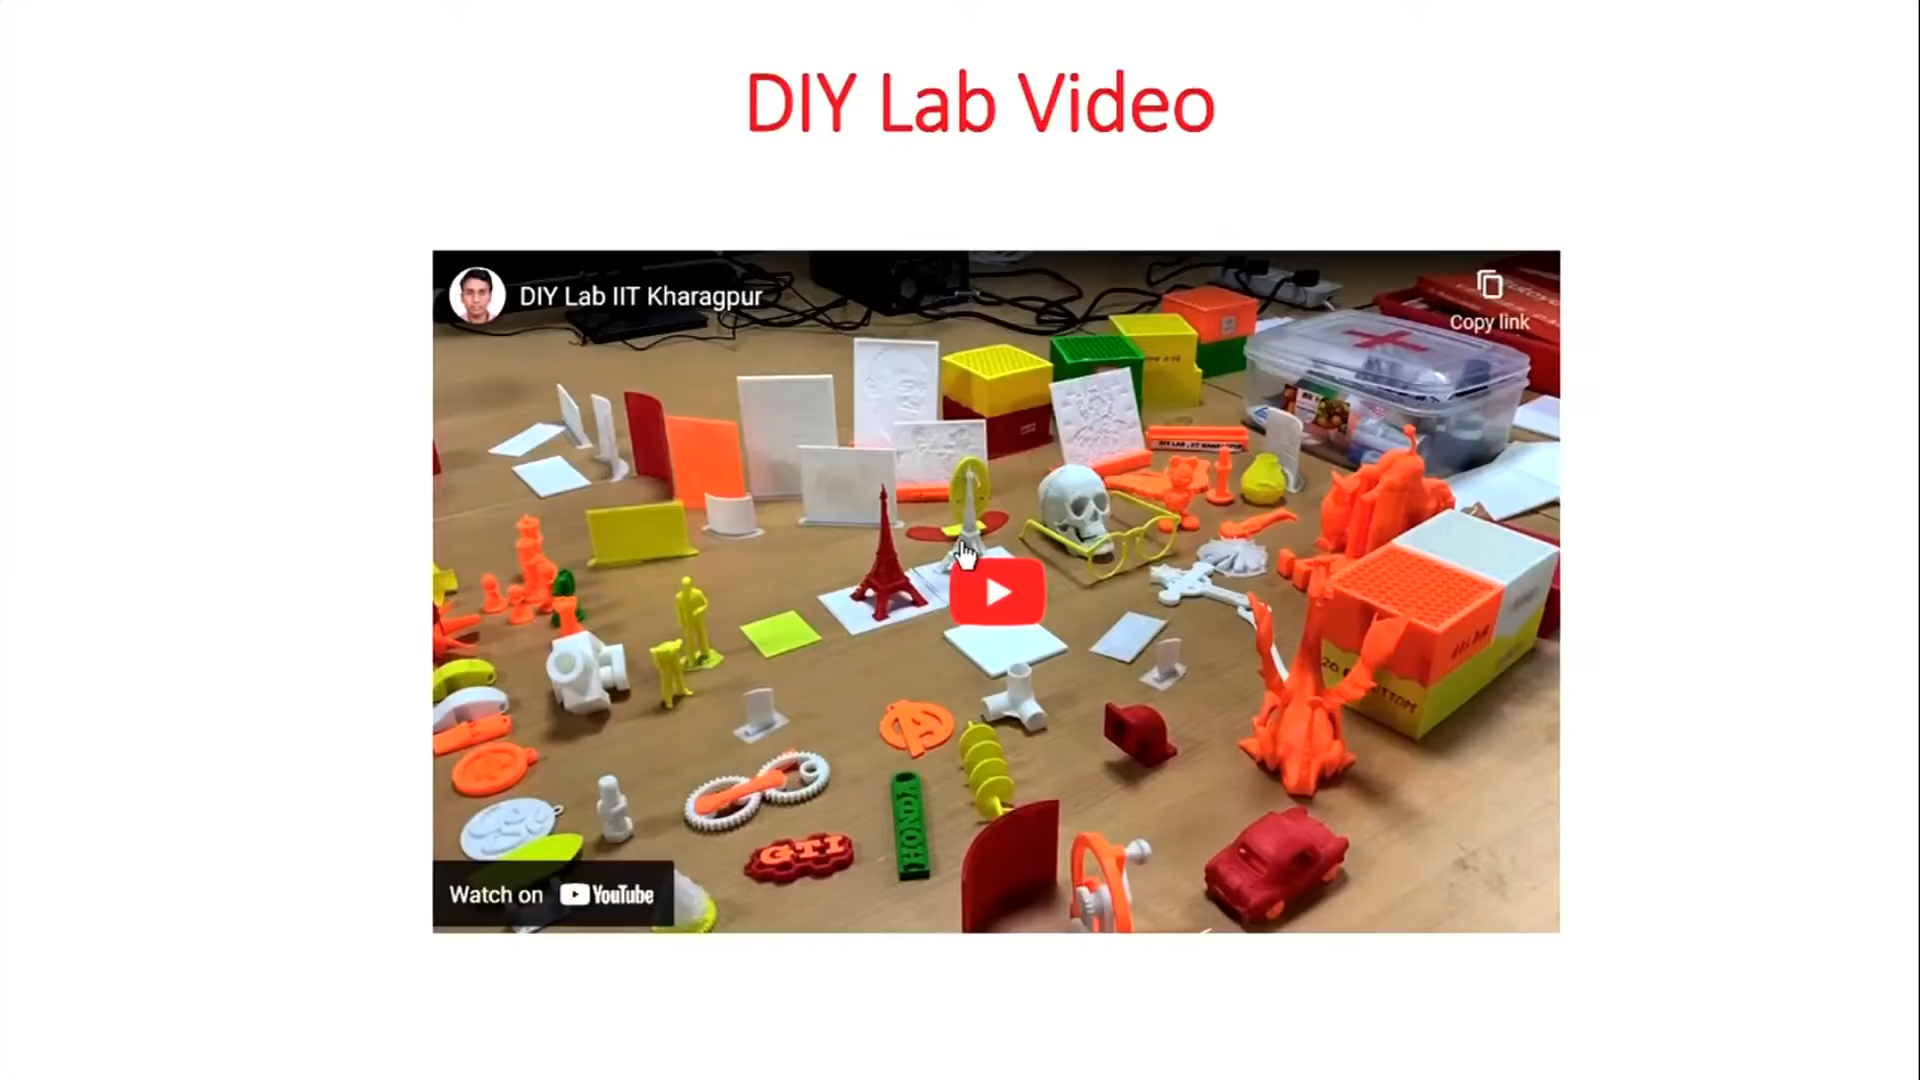 DIY Lab Video
DIY Lab IIT Kharagpur
Copy link
GTI
HONDA
Watch on YouTube